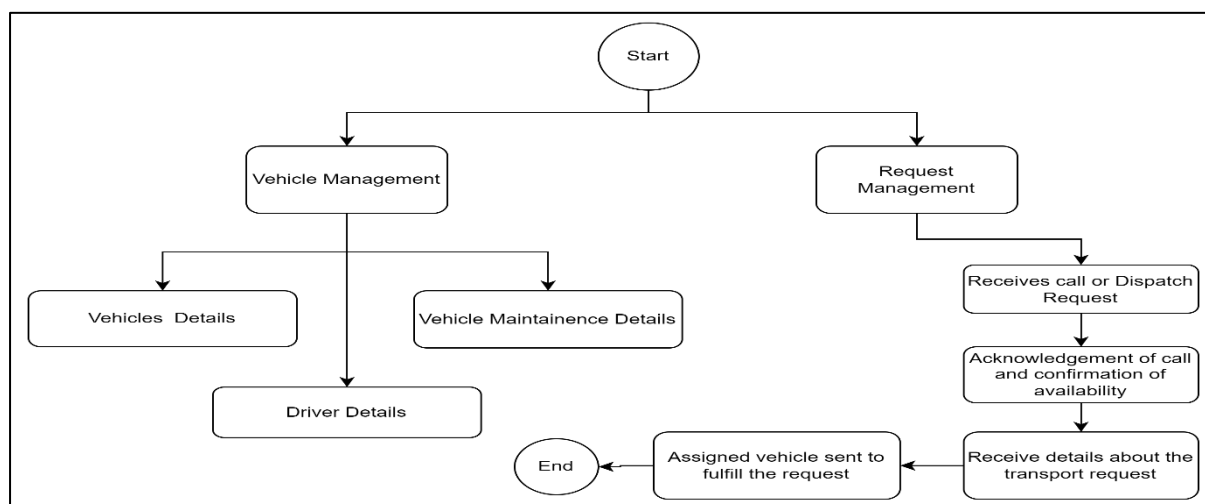 Start
Vehicle Management
Request
Management
Receives call or Dispatch
Request
Vehicles Details
Vehicle Maintainence Details
Acknowledgement of call
and confirmation of
availability
Driver Details
End
Assigned vehicle sent to
fulfill the request
Receive details about the
transport request